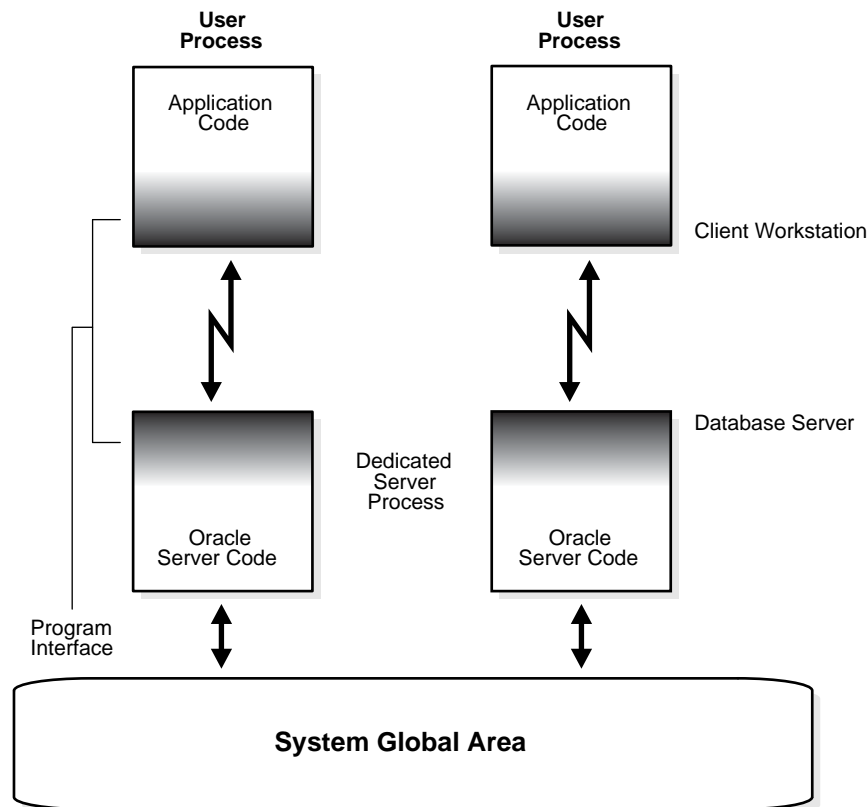 User
Process
User
Process
Application
Code
Application
Code
Client Workstation
Database Server
Dedicated
Server
Process
Oracle
Server Code
Oracle
Server Code
Program
Interface
System Global Area